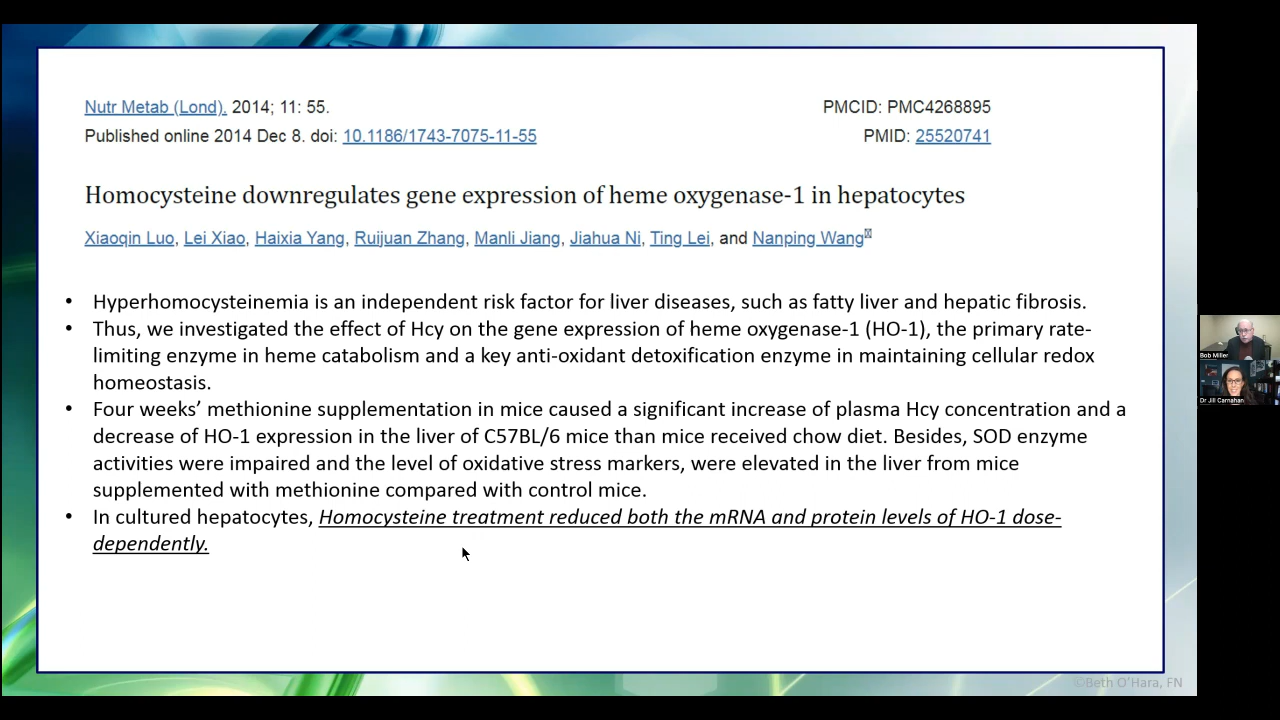 Nutr Metab (Lond). 2014; 11: 55.
PMCID: PMC4268895
Published online 2014 Dec 8. doi: 10.1186/1743-7075-11-55
PMID: 25520741
Homocysteine downregulates gene expression of heme oxygenase-1 in hepatocytes
Xiaoqin Luo, Lei Xiao, Haixia Yang, Ruijuan Zhang, Manli Jiang, Jiahua Ni, Ting Lei, and Nanping Wang
• Hyperhomocysteinemia is an independent risk factor for liver diseases, such as fatty liver and hepatic fibrosis.
• Thus, we investigated the effect of Hcy on the gene expression of heme oxygenase-1 (HO-1), the primary rate-
limiting enzyme in heme catabolism and a key anti-oxidant detoxification enzyme in maintaining cellular redox
homeostasis.
• Four weeks’ methionine supplementation in mice caused a significant increase of plasma Hcy concentration and a
decrease of HO-1 expression in the liver of C57BL/6 mice than mice received chow diet. Besides, SOD enzyme
activities were impaired and the level of oxidative stress markers, were elevated in the liver from mice
supplemented with methionine compared with control mice.
• In cultured hepatocytes, Homocysteine treatment reduced both the mRNA and protein levels of HO-1 dose-
dependently.
Bob Miller
Dr Jill Carnahan
©Beth O’Hara, FN